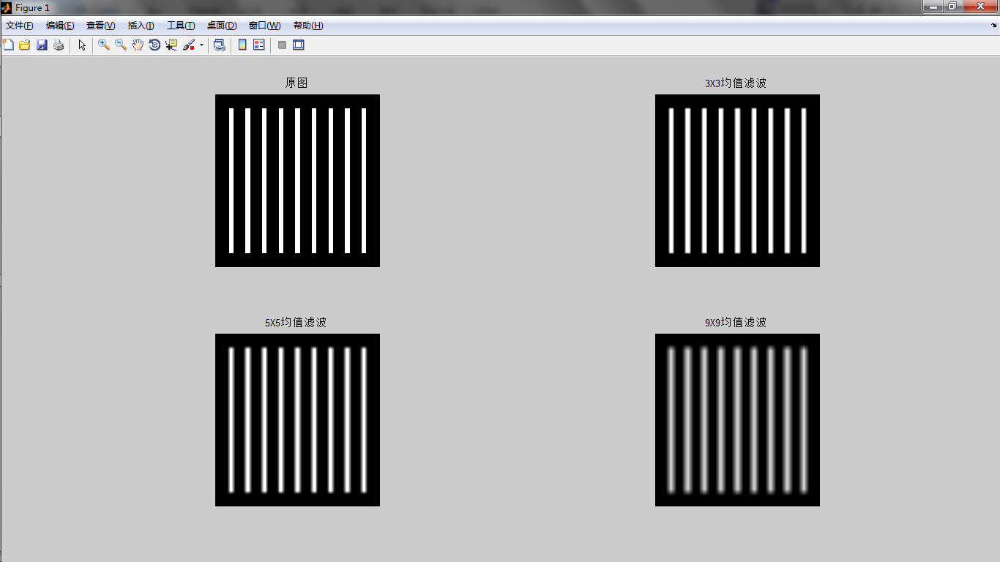 Figure 1
文件(F) 编辑(E) 查看(V) 插入(I) 工具(T) 桌面(D) 窗口(W) 帮助(H)
原图
3X3均值滤波
5X5均值滤波
9X9均值滤波